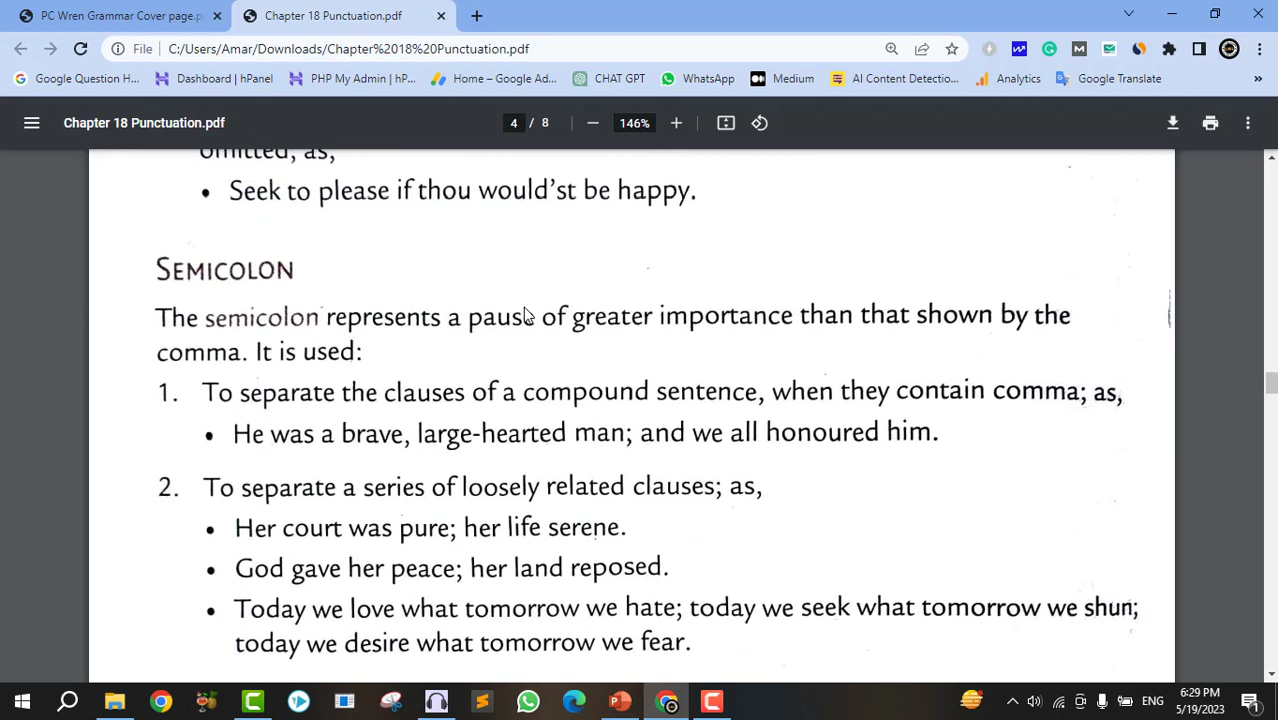 PC Wren Grammar Cover page.p
Chapter 18 Punctuation.pdf
File
C:/Users/Amar/Downloads/Chapter%2018%20Punctuation.pdf
Google Question H...
Dashboard | hPanel
PHP My Admin | hP...
Home – Google Ad...
CHAT GPT
WhatsApp
Medium
AI Content Detectio...
Analytics
Google Translate
»
Chapter 18 Punctuation.pdf
4 / 8
146%
omitted; as,
• Seek to please if thou would'st be happy.
SEMICOLON
The semicolon represents a pause of greater importance than that shown by the
comma. It is used:
1. To separate the clauses of a compound sentence, when they contain comma; as,
• He was a brave, large-hearted man; and we all honoured him.
2. To separate a series of loosely related clauses; as,
• Her court was pure; her life serene.
• God gave her peace; her land reposed.
• Today we love what tomorrow we hate; today we seek what tomorrow we shun;
today we desire what tomorrow we fear.
ENG
6:29 PM
5/19/2023